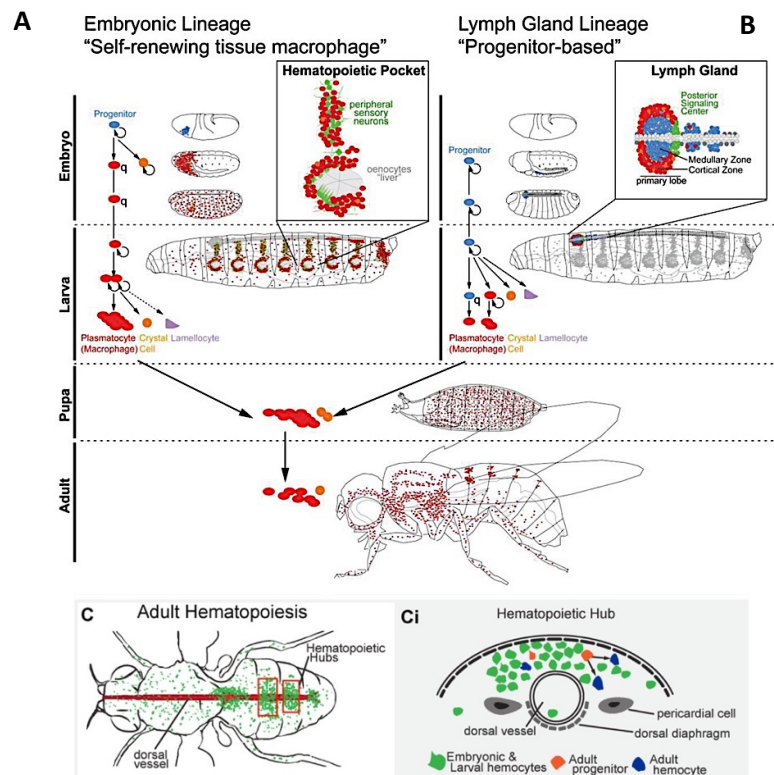 A
Embryonic Lineage
“Self-renewing tissue macrophage”
Lymph Gland Lineage
“Progenitor-based”
B
Hematopoietic Pocket
peripheral
sensory
neurons
oenocytes
"liver"
Lymph Gland
Posterior
Signaling
Center
Medullary Zone
Cortical Zone
primary lobe
Embryo
Progenitor
q
q
Progenitor
Larva
q
Plasmatocyte
(Macrophage)
Crystal
Cell
Lamellocyte
Plasmatocyte
(Macrophage)
Crystal
Cell
Lamellocyte
Pupa
Adult
C
Adult Hematopoiesis
Hematopoietic
Hubs
dorsal
vessel
Ci
Hematopoietic Hub
dorsal vessel
pericardial cell
dorsal diaphragm
Embryonic &
Larval hemocytes
Adult
progenitor
Adult
hemocyte